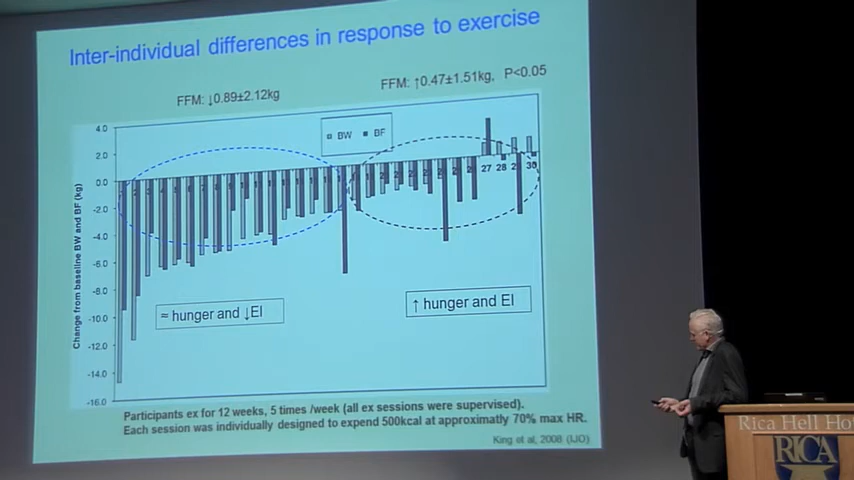 Inter-individual differences in response to exercise
FFM: ↓0.89±2.12kg
FFM: ↑0.47±1.51kg, P<0.05
BW BF
4.0
2.0
0.0
-2.0
-4.0
-6.0
-8.0
-10.0
-12.0
-14.0
-16.0
Change from baseline BW and BF (kg)
27 28 30
≈ hunger and ↓EI
↑ hunger and EI
Participants ex for 12 weeks, 5 times /week (all ex sessions were supervised).
Each session was individually designed to expend 500kcal at approximatly 70% max HR.
King et al, 2008 (IJO)
Rica Hell Ho
RICA